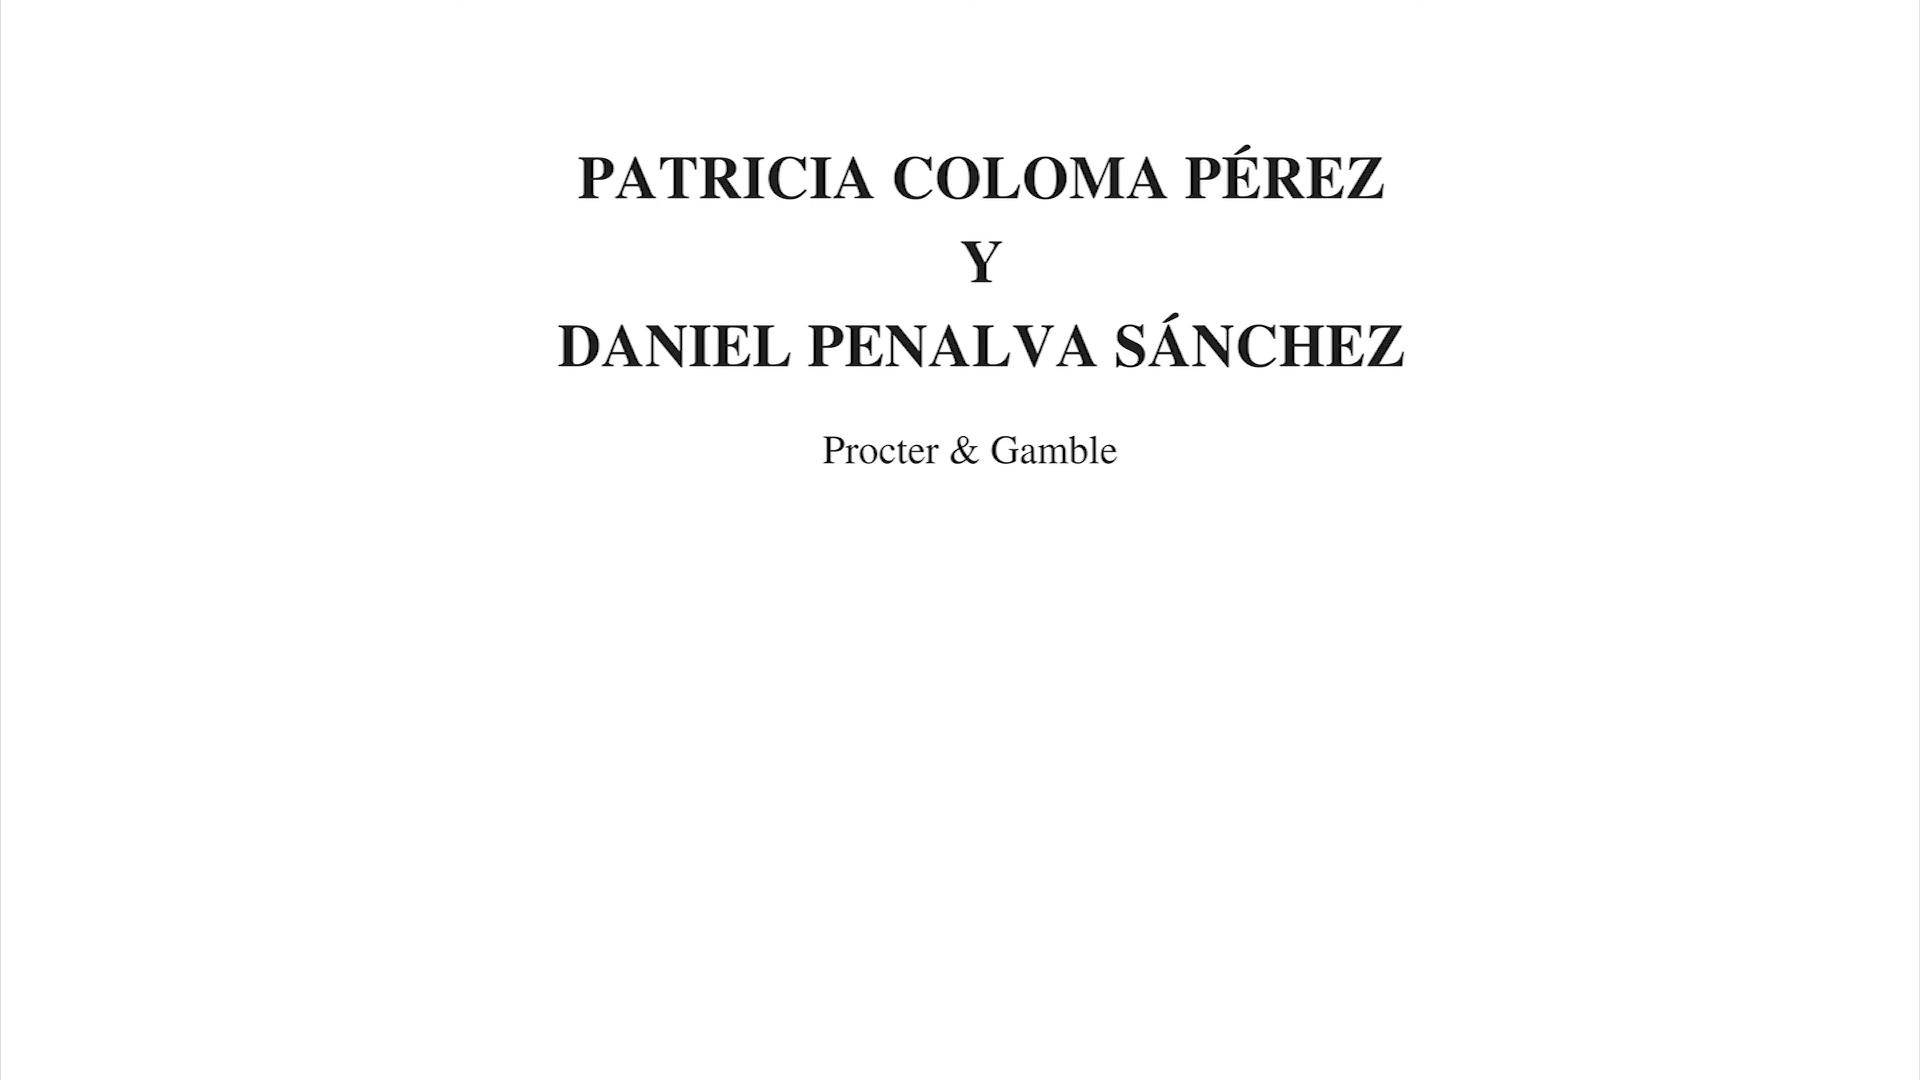 PATRICIA COLOMA PÉREZ
Y
DANIEL PENALVA SÁNCHEZ
Procter & Gamble